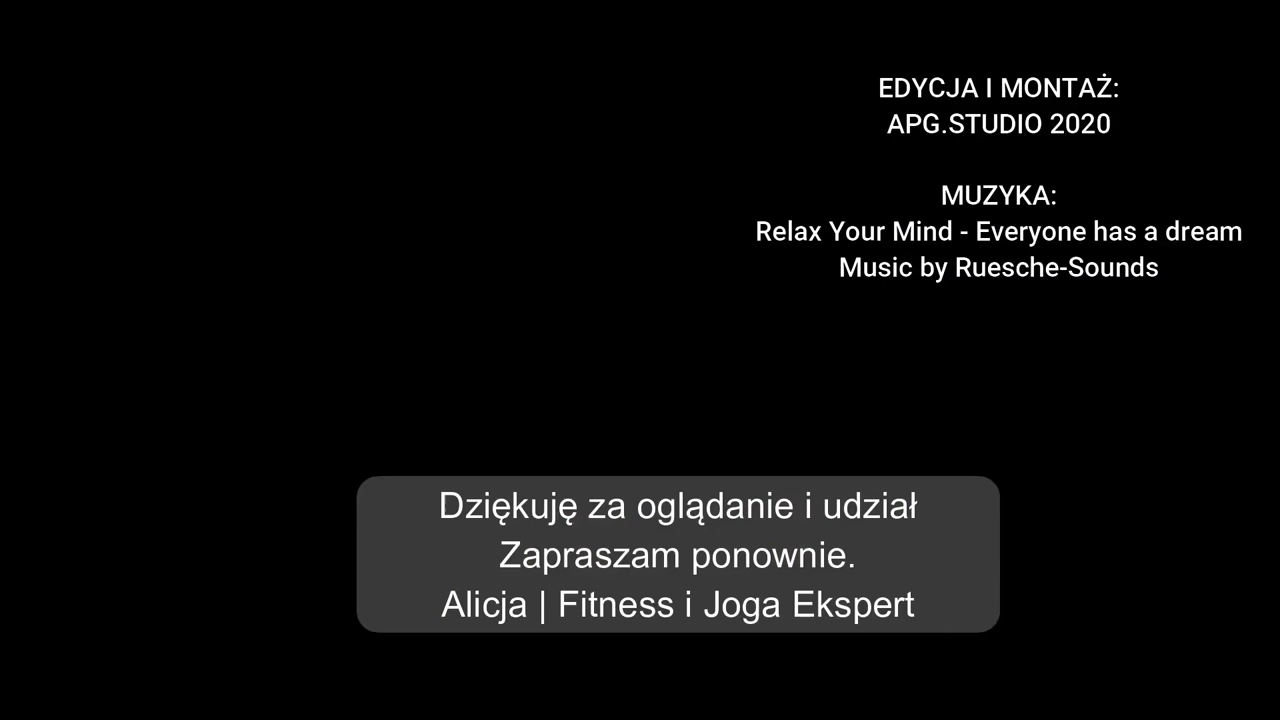 EDYCJA I MONTAŻ:
APG.STUDIO 2020
MUZYKA:
Relax Your Mind - Everyone has a dream
Music by Ruesche-Sounds
Dziękuję za oglądanie i udział
Zapraszam ponownie.
Alicja | Fitness i Joga Ekspert